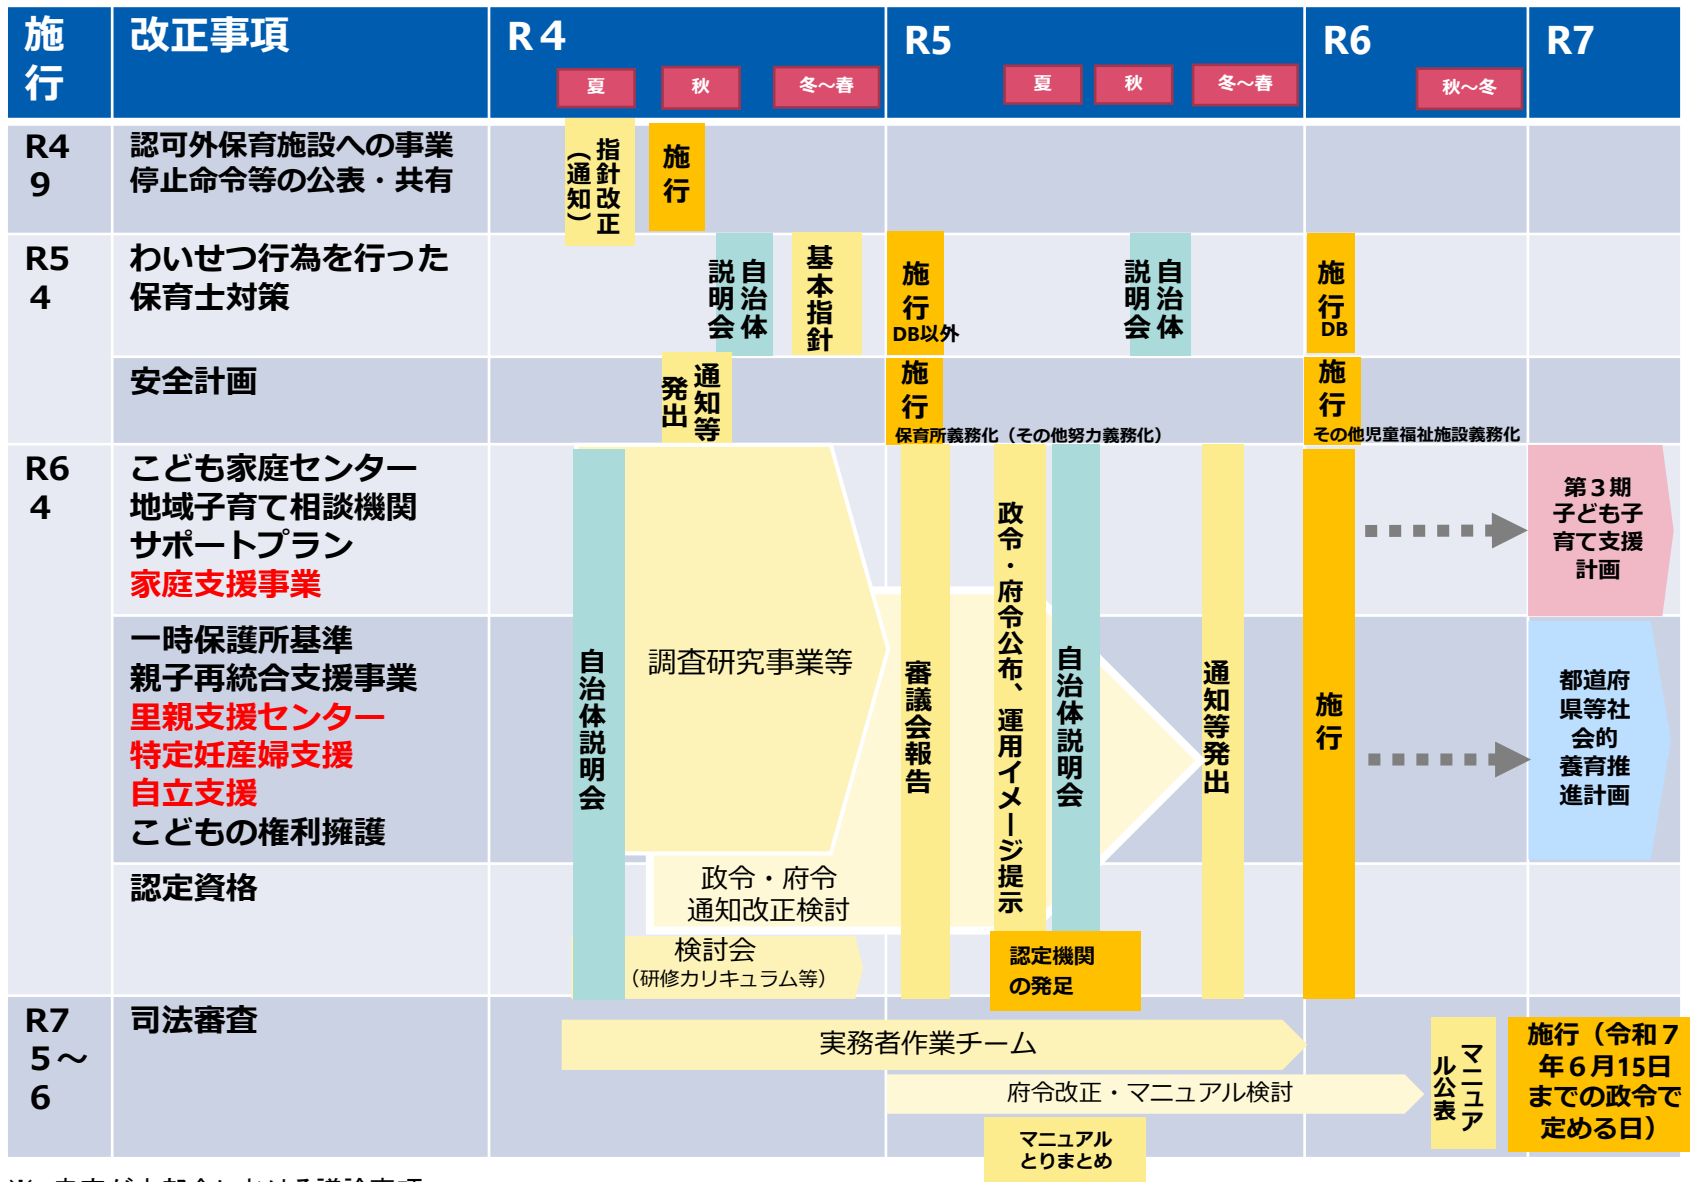 施
行
改正事項
R４
R5
R6
R7
夏
秋
冬～春
夏
秋
冬～春
秋～冬
R4
9
認可外保育施設への事業
停止命令等の公表・共有
指針改正
（通知）
施
行
R5
4
わいせつ行為を行った
保育士対策
自治体
説明会
基本指針
施
行
DB以外
自治体
説明会
施
行
DB
安全計画
通知等
発出
施
行
保育所義務化（その他努力義務化）
施
行
その他児童福祉施設義務化
R6
4
こども家庭センター
地域子育て相談機関
サポートプラン
家庭支援事業
一時保護所基準
親子再統合支援事業
里親支援センター
特定妊産婦支援
自立支援
こどもの権利擁護
認定資格
自治体説明会
調査研究事業等
政令・府令
通知改正検討
検討会
（研修カリキュラム等）
審議会報告
政令・府令公布、運用イメージ提示
自治体説明会
認定機関
の発足
通知等発出
施
行
第３期
子ども子
育て支援
計画
都道府
県等社
会的
養育推
進計画
R7
5～
6
司法審査
実務者作業チーム
府令改正・マニュアル検討
マニュアル
とりまとめ
マニュア
ル公表
施行（令和７
年６月15日
までの政令で
定める日）